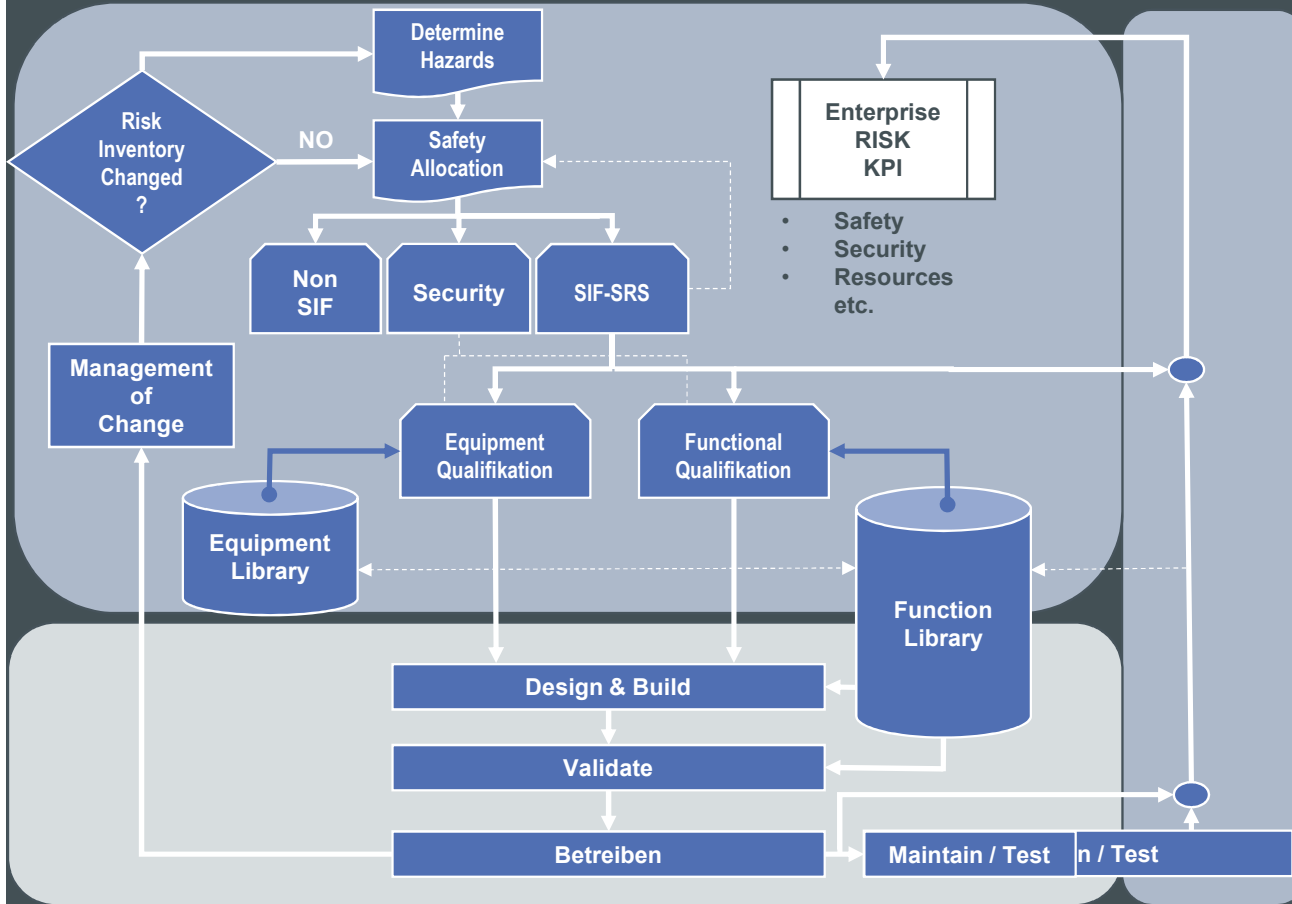 Determine
Hazards
Risk
Inventory
Changed
?
NO
Safety
Allocation
Enterprise
RISK
KPI
• Safety
• Security
• Resources
etc.
Non
SIF
Security
SIF-SRS
Management
of
Change
Equipment
Qualifikation
Functional
Qualifikation
Equipment
Library
Function
Library
Design & Build
Validate
Betreiben
Maintain / Test
n / Test